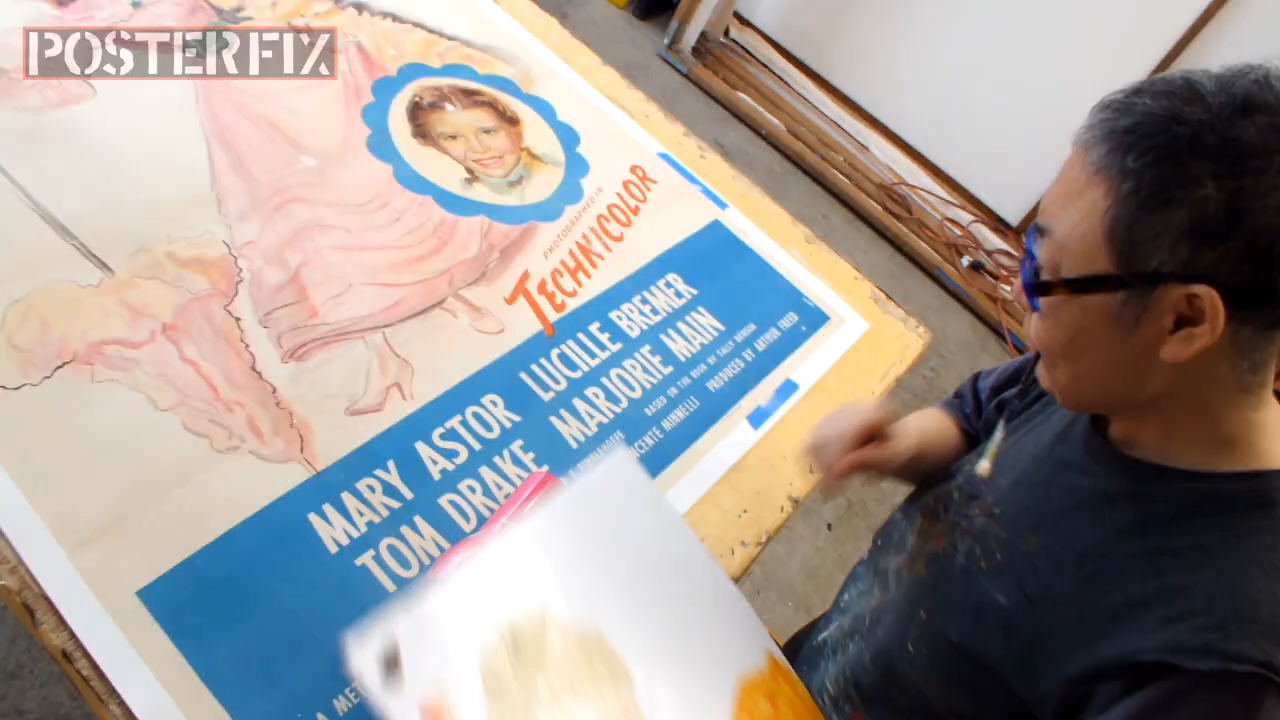 POSTERFIX
PHOTOGRAPHED IN
TECHNICOLOR
MARY ASTOR LUCILLE BREMER
TOM DRAKE MARJORIE MAIN
BASED ON THE BOOK BY SALLY BENSON
PRODUCED BY ARTHUR FREED
MINNELLI
A